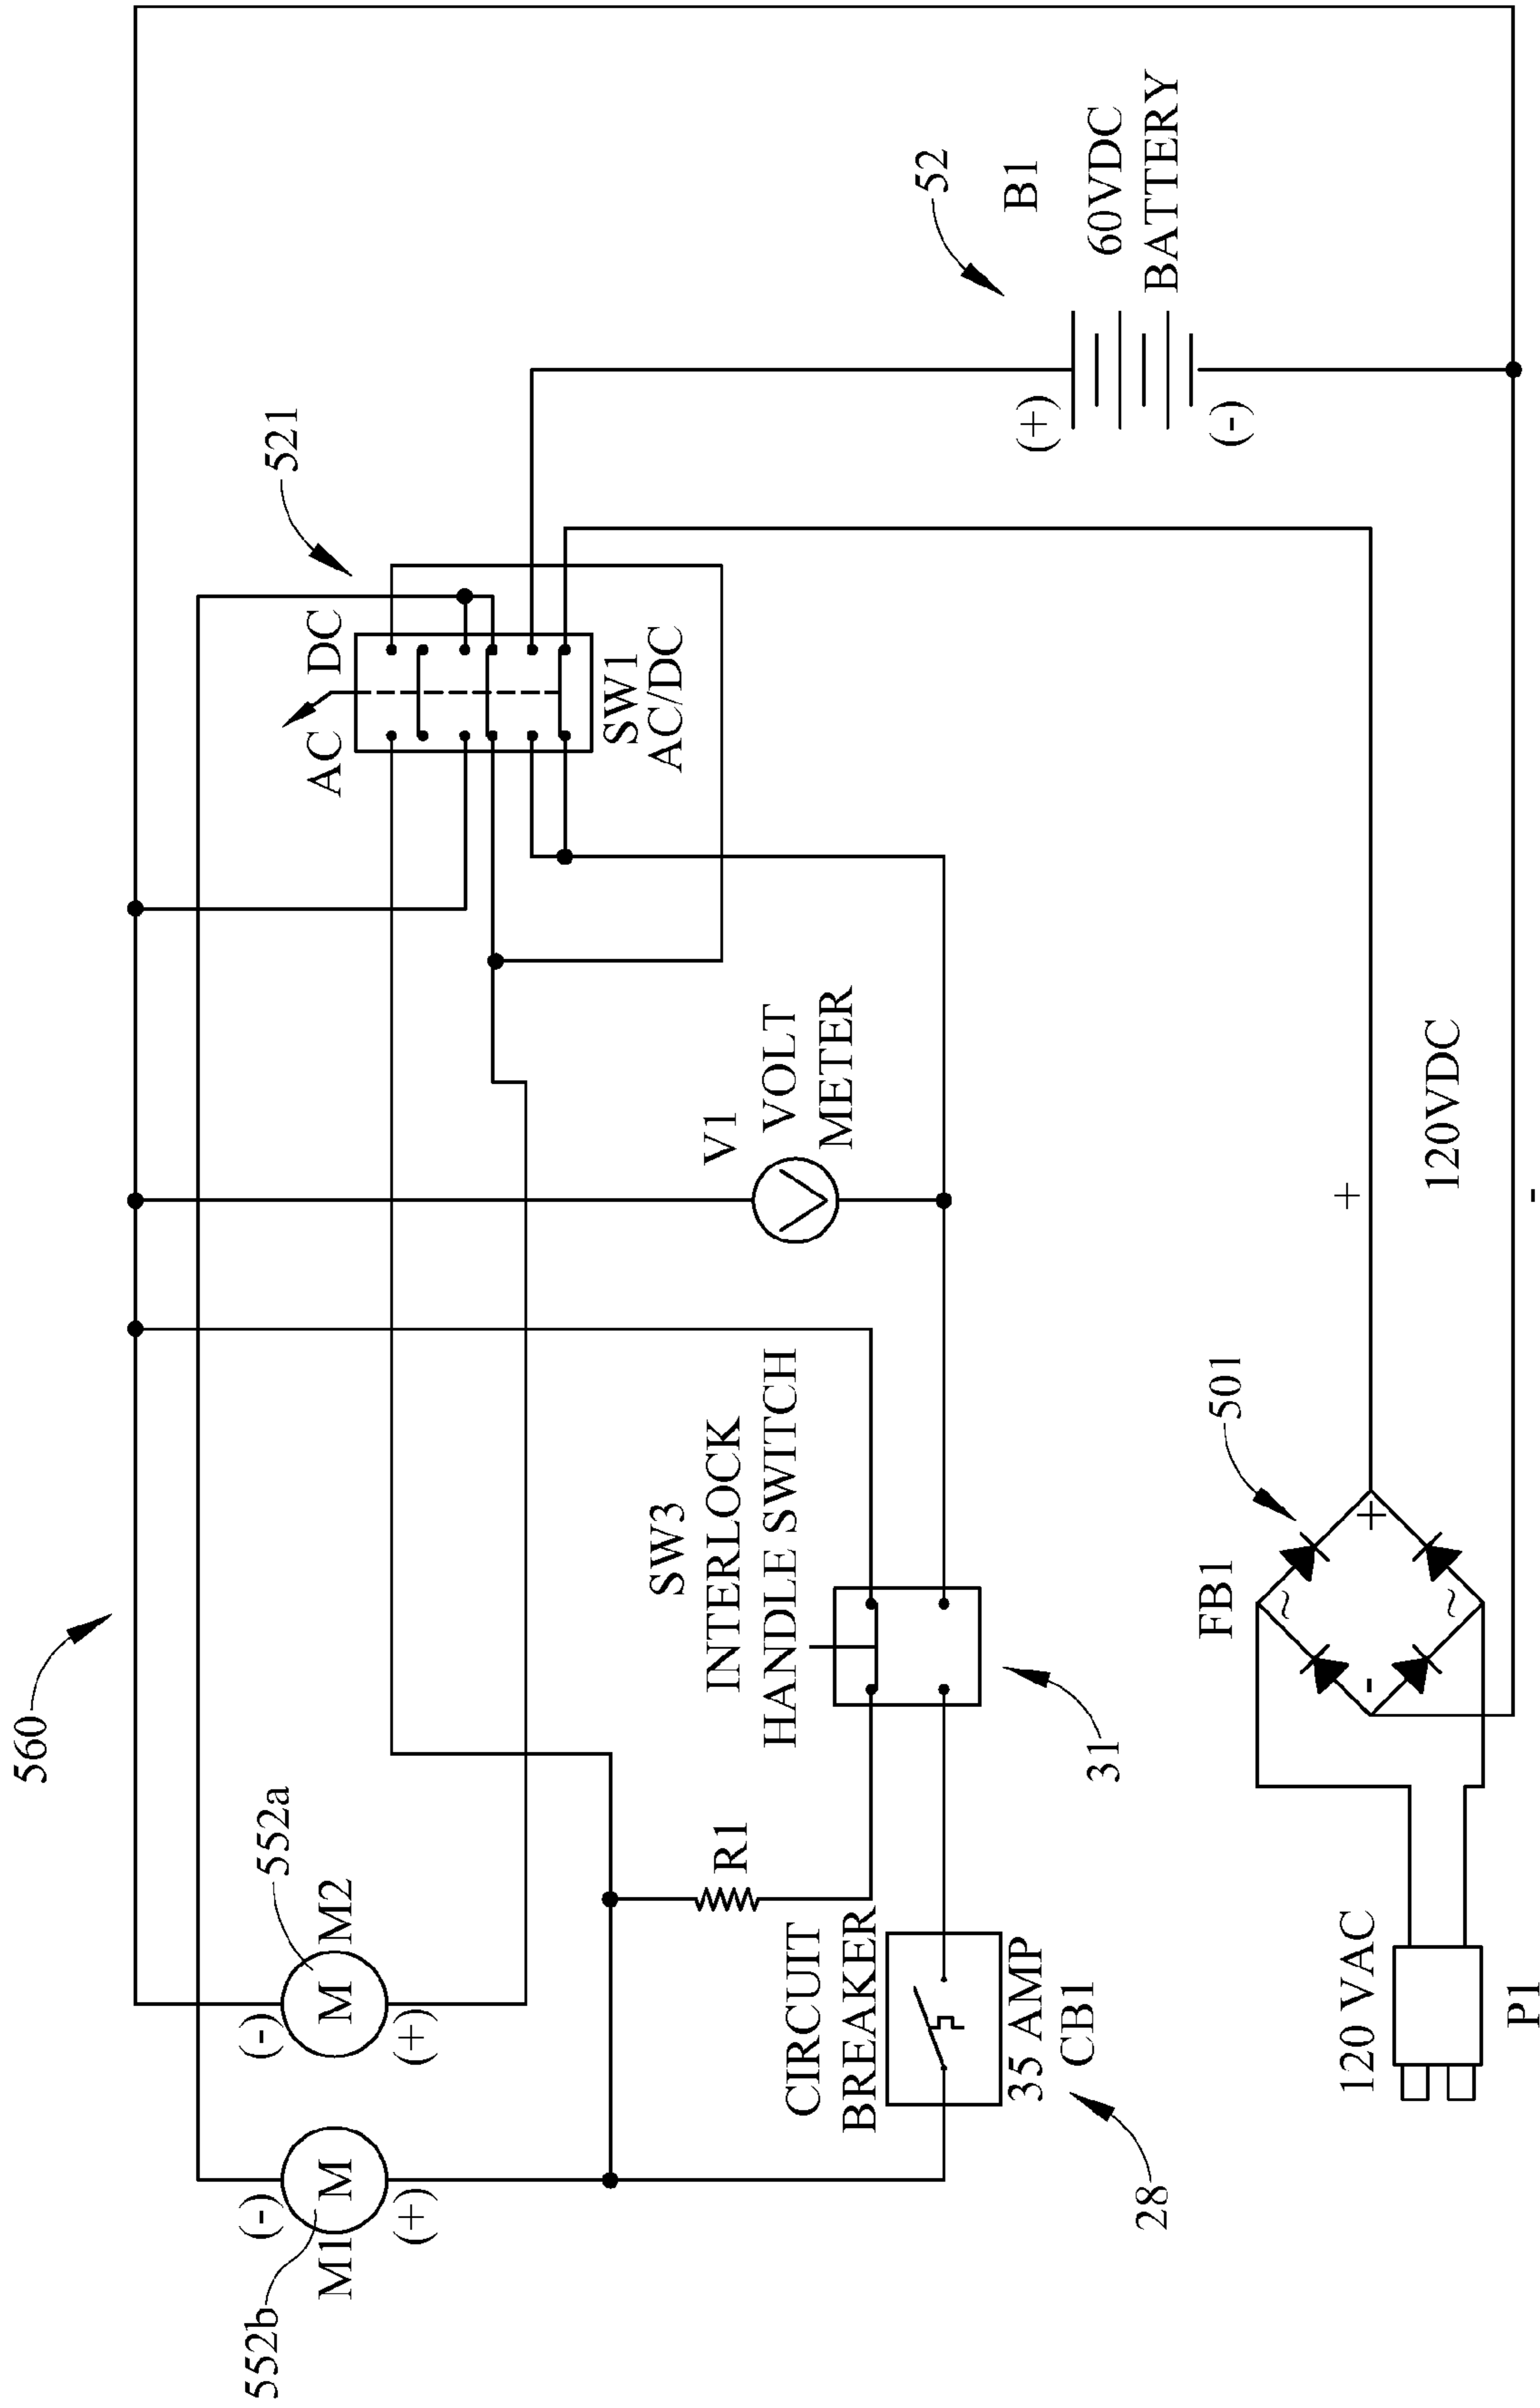 560
552b
M1
M
(-)
(+)
552a
M2
M
(-)
(+)
AC
DC
521
SW1
AC/DC
V1
VOLT
METER
SW3
INTERLOCK
HANDLE SWITCH
31
R1
CIRCUIT
BREAKER
35 AMP
CB1
28
52
B1
60VDC
BATTERY
(+)
(-)
FB1
501
~
~
+
-
+
120VDC
-
120 VAC
P1